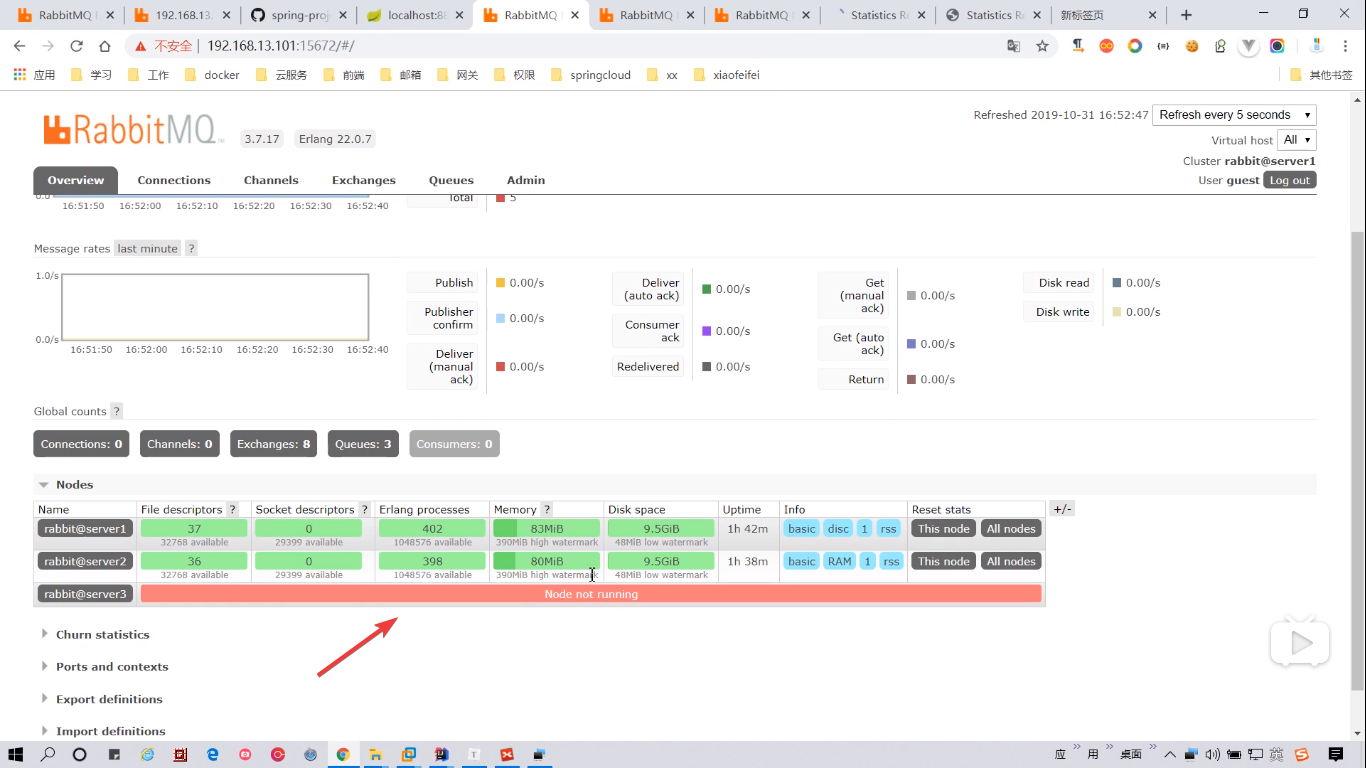 RabbitMQ
192.168.13.
spring-proj
localhost:88
RabbitMQ
RabbitMQ
RabbitMQ
Statistics R
Statistics R
新标签页
不安全 192.168.13.101:15672/#/
应用 学习 工作 docker 云服务 前端 邮箱 网关 权限 springcloud xx xiaofeifei 其他书签
RabbitMQ 3.7.17 Erlang 22.0.7
Refreshed 2019-10-31 16:52:47 Refresh every 5 seconds
Virtual host All
Cluster rabbit@server1
User guest Log out
Overview Connections Channels Exchanges Queues Admin
0.0/s
16:51:50 16:52:00 16:52:10 16:52:20 16:52:30 16:52:40
Total 5
Message rates last minute ?
1.0/s
0.0/s
16:51:50 16:52:00 16:52:10 16:52:20 16:52:30 16:52:40
Publish 0.00/s
Publisher
confirm 0.00/s
Deliver
(manual
ack) 0.00/s
Deliver
(auto ack) 0.00/s
Consumer
ack 0.00/s
Redelivered 0.00/s
Get
(manual
ack) 0.00/s
Get (auto
ack) 0.00/s
Return 0.00/s
Disk read 0.00/s
Disk write 0.00/s
Global counts ?
Connections: 0 Channels: 0 Exchanges: 8 Queues: 3 Consumers: 0
Nodes
Name File descriptors ? Socket descriptors ? Erlang processes Memory ? Disk space Uptime Info Reset stats +/-
rabbit@server1 37 0 402 83MiB 9.5GiB 1h 42m basic disc 1 rss This node All nodes
32768 available 29399 available 1048576 available 390MiB high watermark 48MiB low watermark
rabbit@server2 36 0 398 80MiB 9.5GiB 1h 38m basic RAM 1 rss This node All nodes
32768 available 29399 available 1048576 available 390MiB high watermark 48MiB low watermark
rabbit@server3 Node not running
Churn statistics
Ports and contexts
Export definitions
Import definitions
应 用 桌面 英